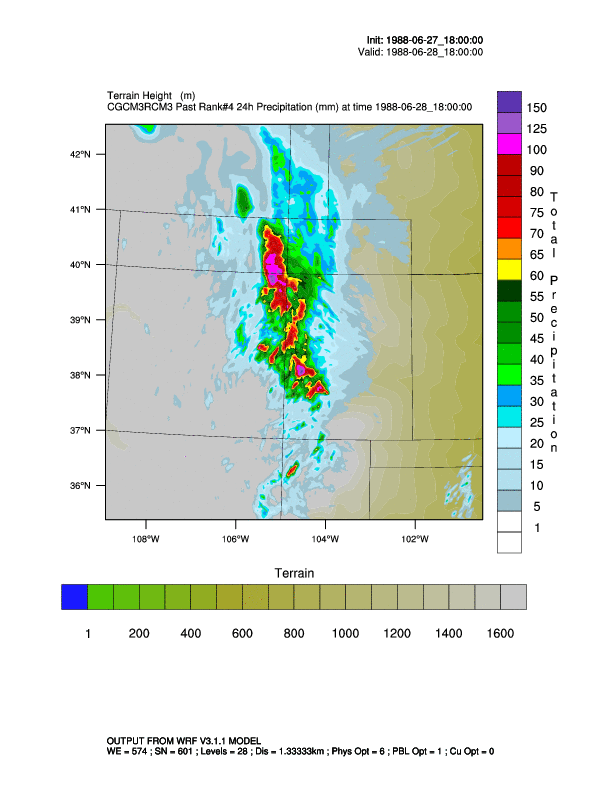 Init: 1988-06-27_18:00:00
Valid: 1988-06-28_18:00:00
Terrain Height (m)
CGCM3RCM3 Past Rank#4 24h Precipitation (mm) at time 1988-06-28_18:00:00
42°N
41°N
40°N
39°N
38°N
37°N
36°N
108°W 106°W 104°W 102°W
150
125
100
90
80
75
70
65
60
55
50
45
40
35
30
25
20
15
10
5
1
Total Precipitation
Terrain
1 200 400 600 800 1000 1200 1400 1600
OUTPUT FROM WRF V3.1.1 MODEL
WE = 574 ; SN = 601 ; Levels = 28 ; Dis = 1.33333km ; Phys Opt = 6 ; PBL Opt = 1 ; Cu Opt = 0